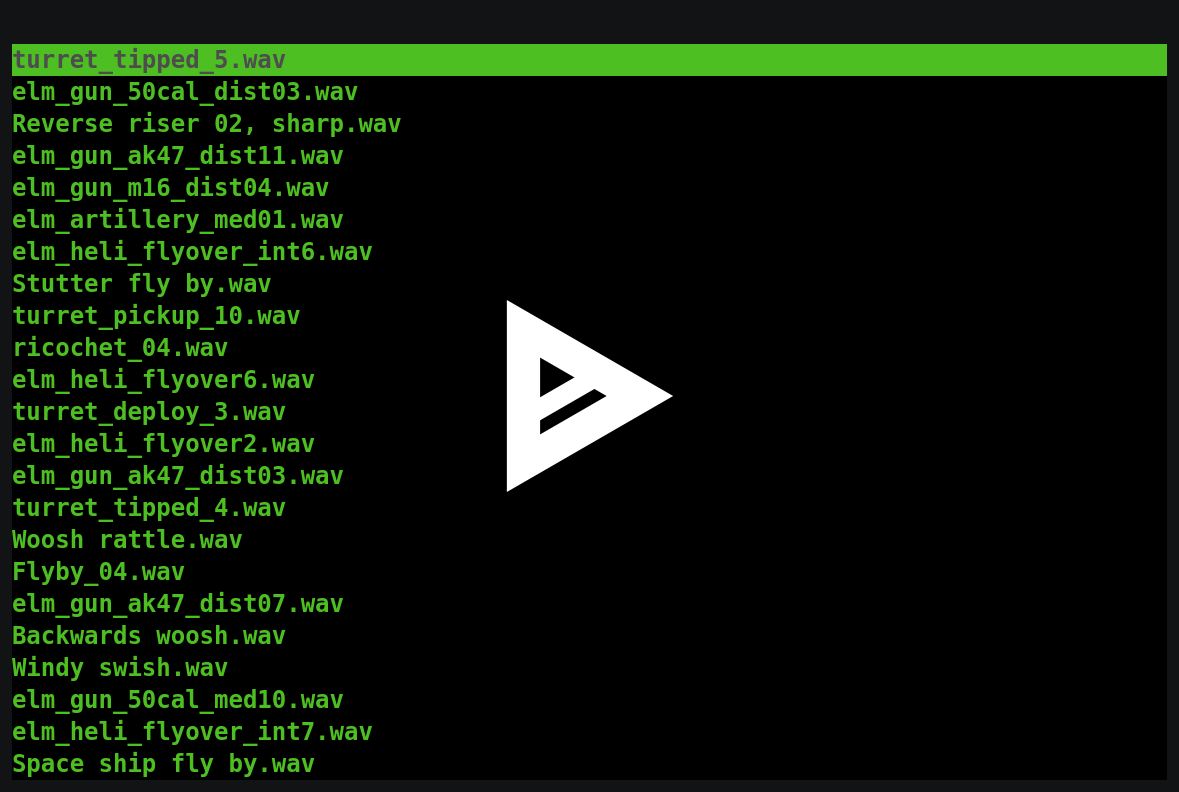 turret_tipped_5.wav
elm_gun_50cal_dist03.wav
Reverse riser 02, sharp.wav
elm_gun_ak47_dist11.wav
elm_gun_m16_dist04.wav
elm_artillery_med01.wav
elm_heli_flyover_int6.wav
Stutter fly by.wav
turret_pickup_10.wav
ricochet_04.wav
elm_heli_flyover6.wav
turret_deploy_3.wav
elm_heli_flyover2.wav
elm_gun_ak47_dist03.wav
turret_tipped_4.wav
Woosh rattle.wav
Flyby_04.wav
elm_gun_ak47_dist07.wav
Backwards woosh.wav
Windy swish.wav
elm_gun_50cal_med10.wav
elm_heli_flyover_int7.wav
Space ship fly by.wav